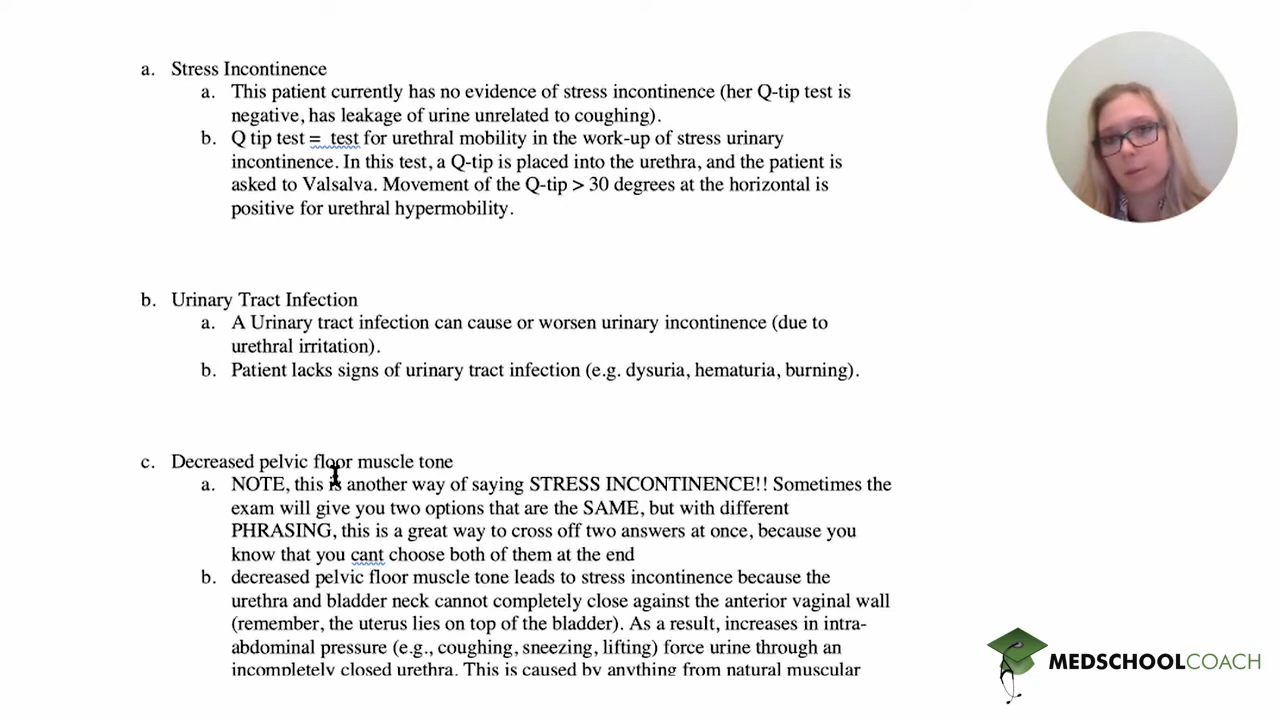 a. Stress Incontinence
a. This patient currently has no evidence of stress incontinence (her Q-tip test is
negative, has leakage of urine unrelated to coughing).
b. Q tip test = test for urethral mobility in the work-up of stress urinary
incontinence. In this test, a Q-tip is placed into the urethra, and the patient is
asked to Valsalva. Movement of the Q-tip > 30 degrees at the horizontal is
positive for urethral hypermobility.
b. Urinary Tract Infection
a. A Urinary tract infection can cause or worsen urinary incontinence (due to
urethral irritation).
b. Patient lacks signs of urinary tract infection (e.g. dysuria, hematuria, burning).
c. Decreased pelvic floor muscle tone
a. NOTE, this is another way of saying STRESS INCONTINENCE!! Sometimes the
exam will give you two options that are the SAME, but with different
PHRASING, this is a great way to cross off two answers at once, because you
know that you cant choose both of them at the end
b. decreased pelvic floor muscle tone leads to stress incontinence because the
urethra and bladder neck cannot completely close against the anterior vaginal wall
(remember, the uterus lies on top of the bladder). As a result, increases in intra-
abdominal pressure (e.g., coughing, sneezing, lifting) force urine through an
incompletely closed urethra. This is caused by anything from natural muscular
MEDSCHOOLCOACH